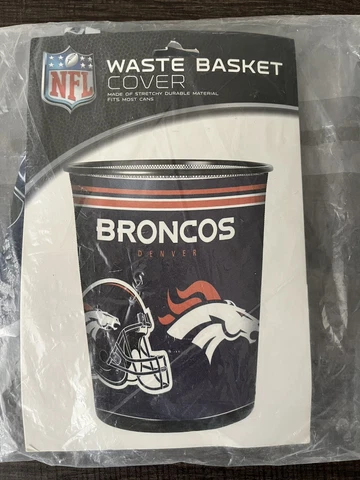 NFL
WASTE BASKET
COVER
MADE OF STRETCHY DURABLE MATERIAL
FITS MOST CANS
BRONCOS
DENVER